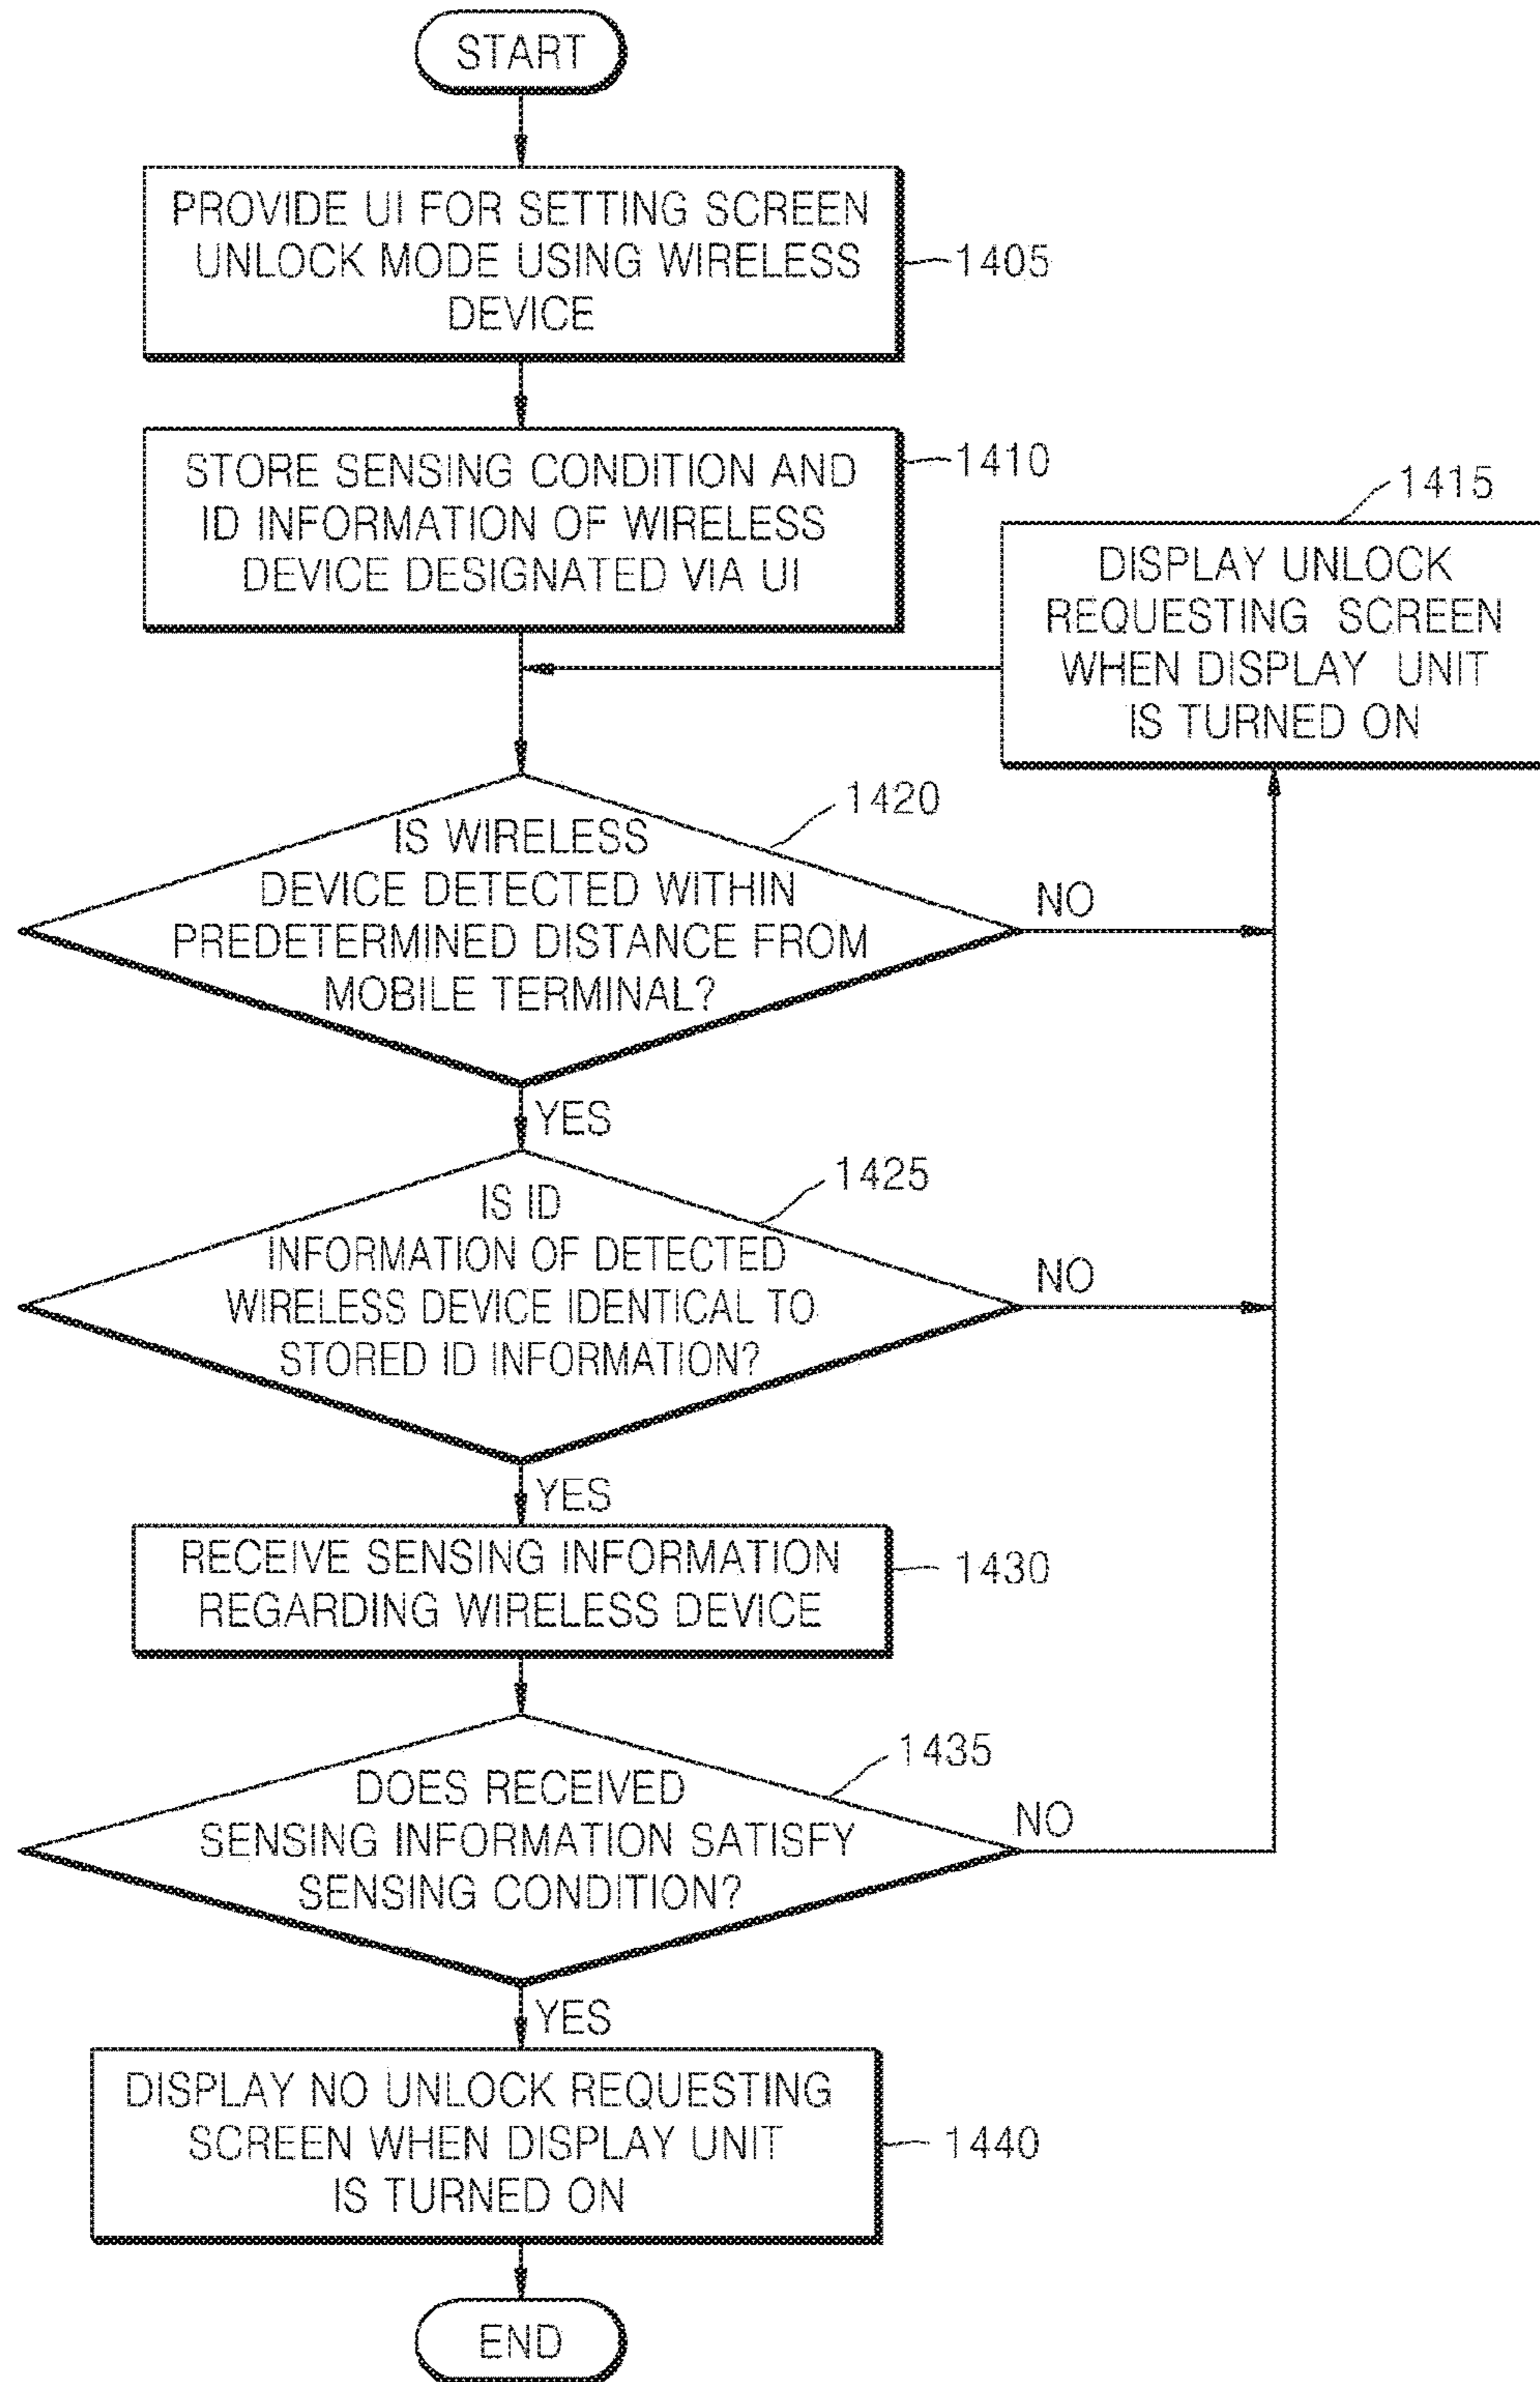 START
PROVIDE UI FOR SETTING SCREEN
UNLOCK MODE USING WIRELESS
DEVICE
1405
STORE SENSING CONDITION AND
ID INFORMATION OF WIRELESS
DEVICE DESIGNATED VIA UI
1410
1415
DISPLAY UNLOCK
REQUESTING SCREEN
WHEN DISPLAY UNIT
IS TURNED ON
1420
IS WIRELESS
DEVICE DETECTED WITHIN
PREDETERMINED DISTANCE FROM
MOBILE TERMINAL?
NO
YES
1425
IS ID
INFORMATION OF DETECTED
WIRELESS DEVICE IDENTICAL TO
STORED ID INFORMATION?
NO
YES
RECEIVE SENSING INFORMATION
REGARDING WIRELESS DEVICE
1430
1435
DOES RECEIVED
SENSING INFORMATION SATISFY
SENSING CONDITION?
NO
YES
DISPLAY NO UNLOCK REQUESTING
SCREEN WHEN DISPLAY UNIT
IS TURNED ON
1440
END